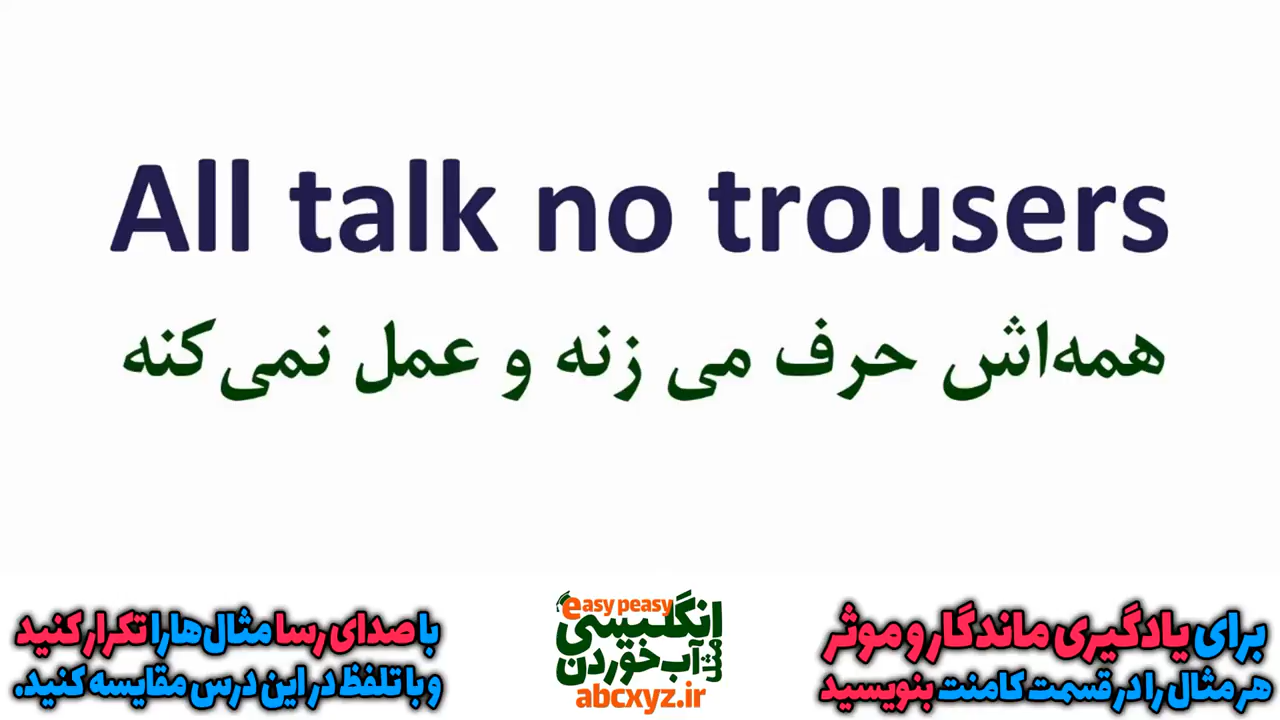 All talk no trousers
همه‌اش حرف می زنه و عمل نمی‌کنه
برای یادگیری ماندگار و موثر
هر مثال را در قسمت کامنت بنویسید
easy peasy
انگلیسی
مثل آب خوردن
abcxyz.ir
با صدای رسا مثال‌ها را تکرار کنید
و با تلفظ در این درس مقایسه کنید.